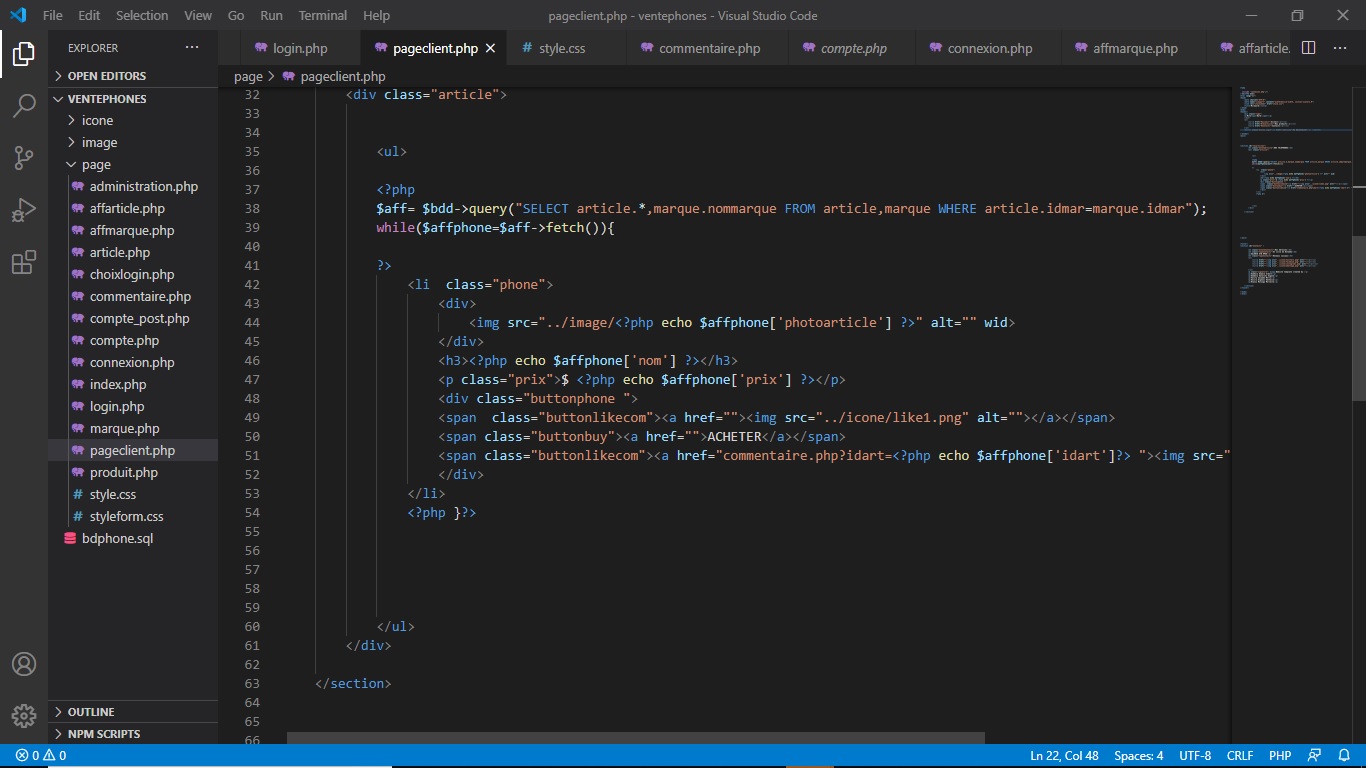 File Edit Selection View Go Run Terminal Help pageclient.php - ventephones - Visual Studio Code
EXPLORER ...
login.php pageclient.php style.css commentaire.php compte.php connexion.php affmarque.php affarticle.
page > pageclient.php
OPEN EDITORS
VENTEPHONES
icone
image
page
administration.php
affarticle.php
affmarque.php
article.php
choixlogin.php
commentaire.php
compte_post.php
compte.php
connexion.php
index.php
login.php
marque.php
pageclient.php
produit.php
style.css
styleform.css
bdphone.sql
OUTLINE
NPM SCRIPTS
32 <div class="article">
33
34
35 <ul>
36
37 <?php
38 $aff= $bdd->query("SELECT article.*,marque.nommarque FROM article,marque WHERE article.idmar=marque.idmar");
39 while($affphone=$aff->fetch()){
40
41 ?>
42 <li  class="phone">
43 <div>
44 <img src="../image/<?php echo $affphone['photoarticle'] ?>" alt="" wid>
45 </div>
46 <h3><?php echo $affphone['nom'] ?></h3>
47 <p class="prix">$ <?php echo $affphone['prix'] ?></p>
48 <div class="buttonphone ">
49 <span  class="buttonlikecom"><a href=""><img src="../icone/like1.png" alt=""></a></span>
50 <span class="buttonbuy"><a href="">ACHETER</a></span>
51 <span class="buttonlikecom"><a href="commentaire.php?idart=<?php echo $affphone['idart']?> "><img src="
52 </div>
53 </li>
54 <?php }?>
55
56
57
58
59
60 </ul>
61 </div>
62
63 </section>
64
65
66
0 0 Ln 22, Col 48 Spaces: 4 UTF-8 CRLF PHP